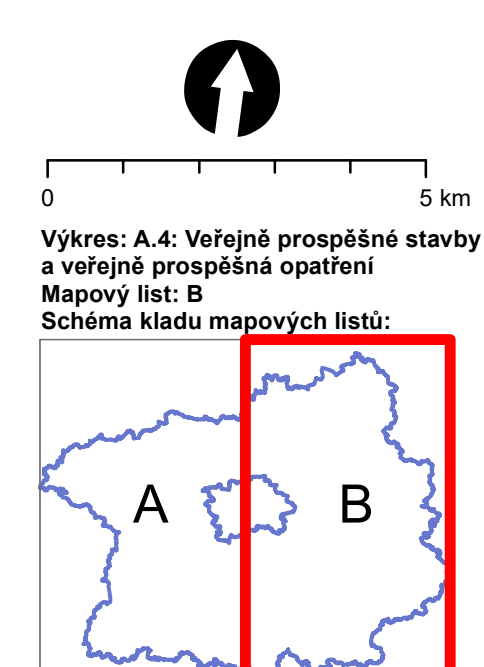 0 5 km
Výkres: A.4: Veřejně prospěšné stavby
a veřejně prospěšná opatření
Mapový list: B
Schéma kladu mapových listů:
A B